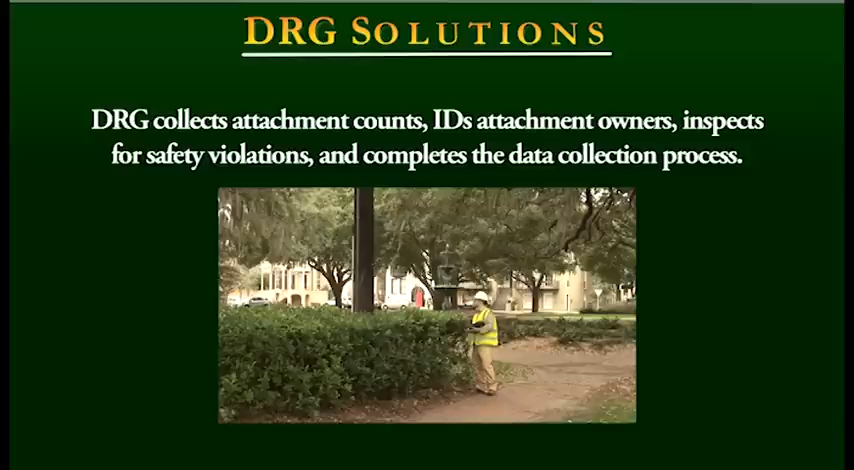 DRG SOLUTIONS
DRG collects attachment counts, IDs attachment owners, inspects
for safety violations, and completes the data collection process.